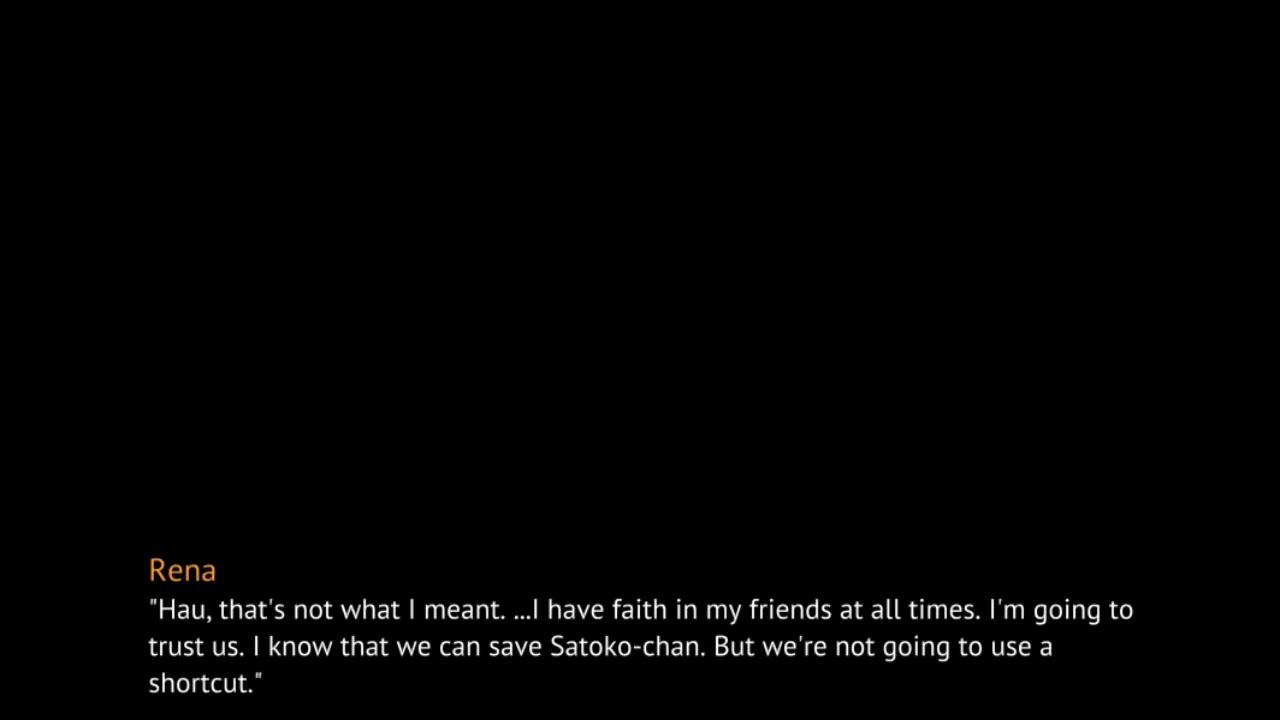 Rena
"Hau, that's not what I meant. ...I have faith in my friends at all times. I'm going to
trust us. I know that we can save Satoko-chan. But we're not going to use a
shortcut."